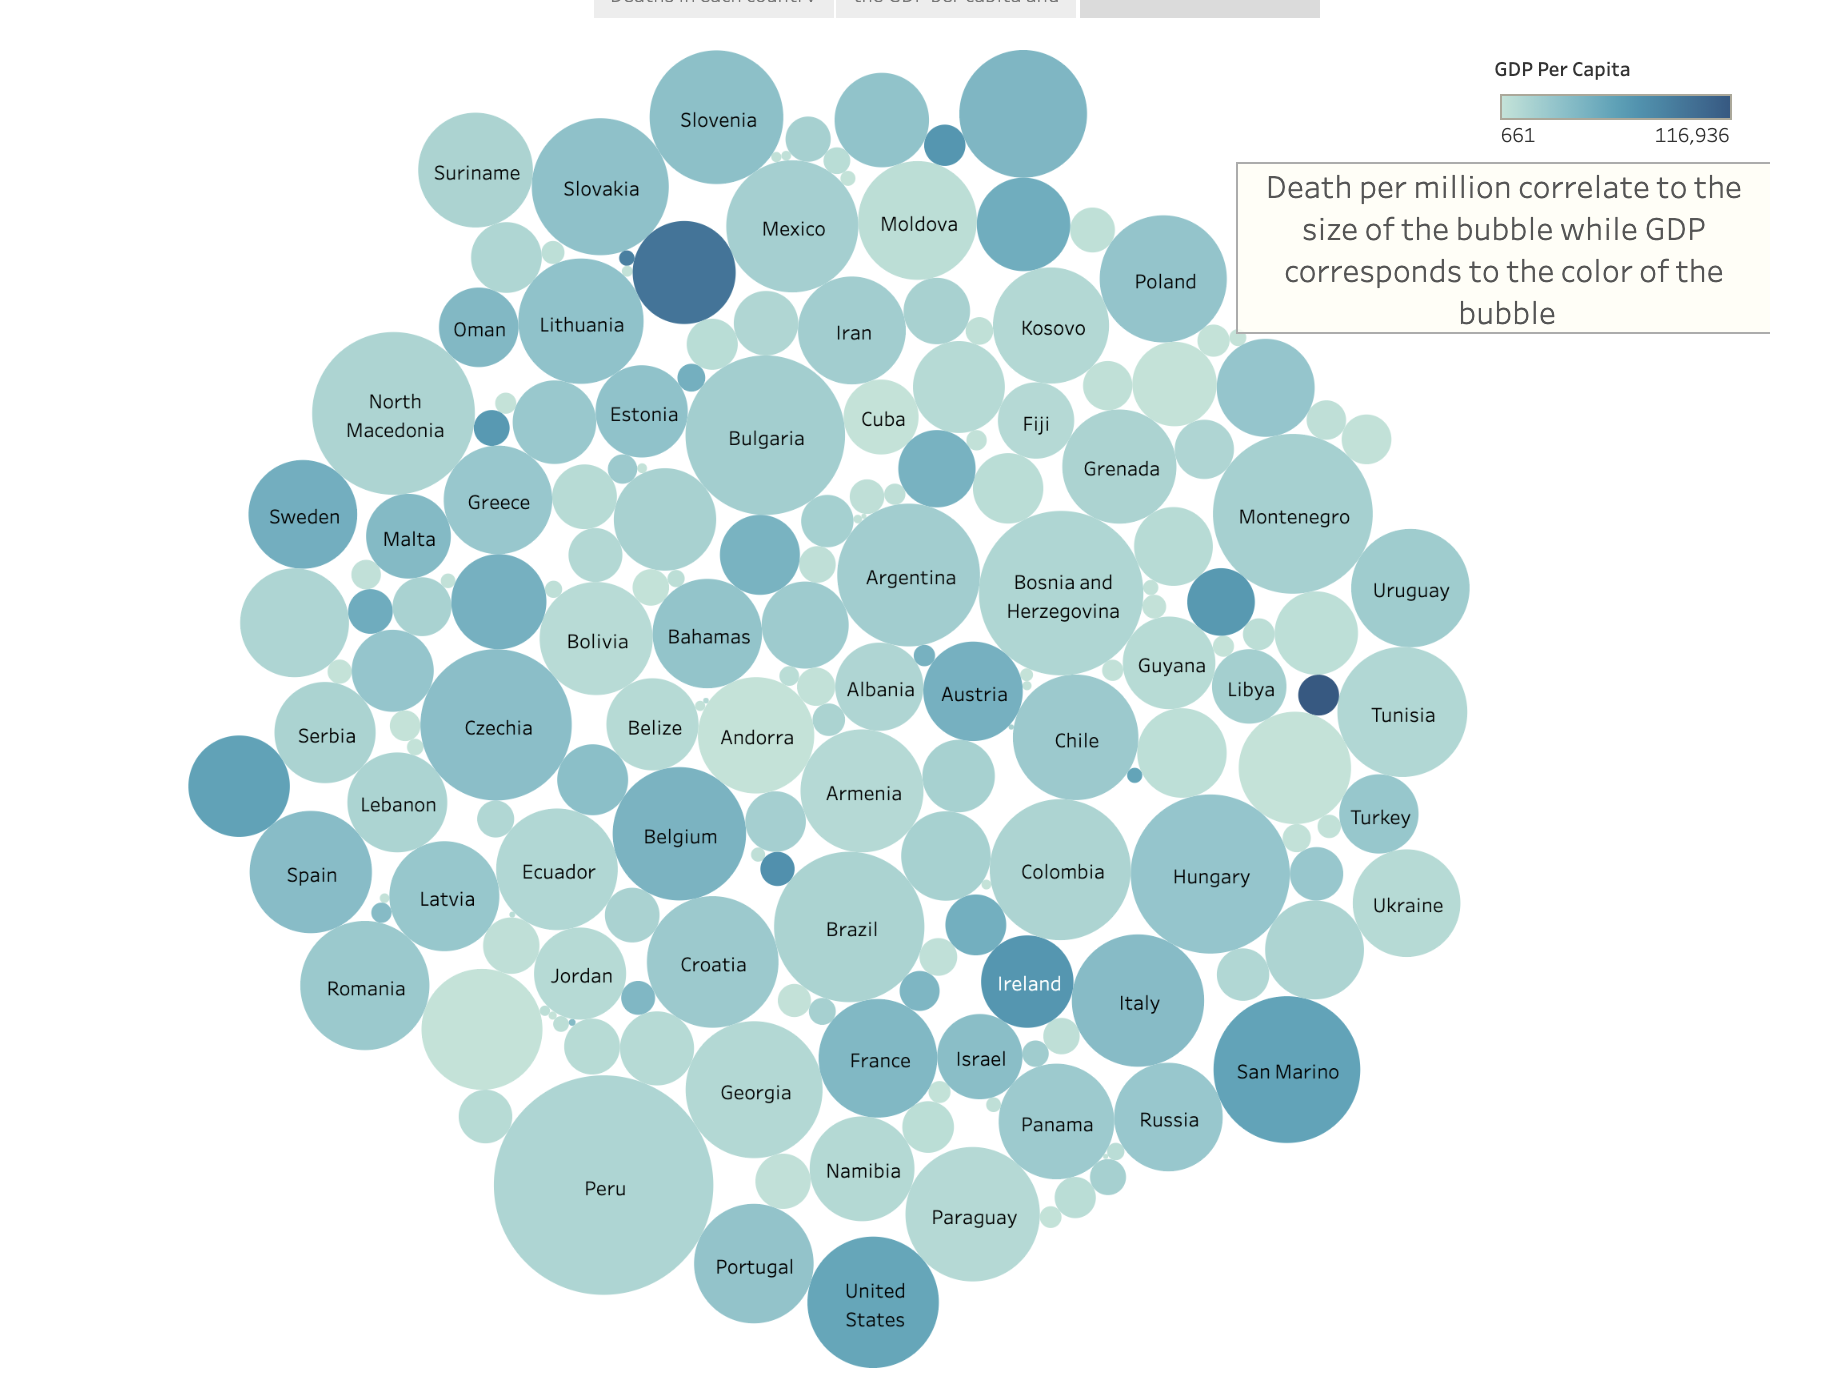 GDP Per Capita
661
116,936
Death per million correlate to the
size of the bubble while GDP
corresponds to the color of the
bubble
Slovenia
Suriname
Slovakia
Mexico
Moldova
Poland
Oman
Lithuania
Iran
Kosovo
North
Macedonia
Estonia
Bulgaria
Cuba
Fiji
Grenada
Sweden
Greece
Malta
Montenegro
Argentina
Bosnia and
Herzegovina
Uruguay
Bolivia
Bahamas
Guyana
Albania
Austria
Libya
Tunisia
Serbia
Czechia
Belize
Andorra
Chile
Lebanon
Armenia
Turkey
Belgium
Spain
Ecuador
Colombia
Hungary
Latvia
Ukraine
Brazil
Romania
Jordan
Croatia
Ireland
Italy
France
Israel
San Marino
Georgia
Panama
Russia
Peru
Namibia
Paraguay
Portugal
United
States